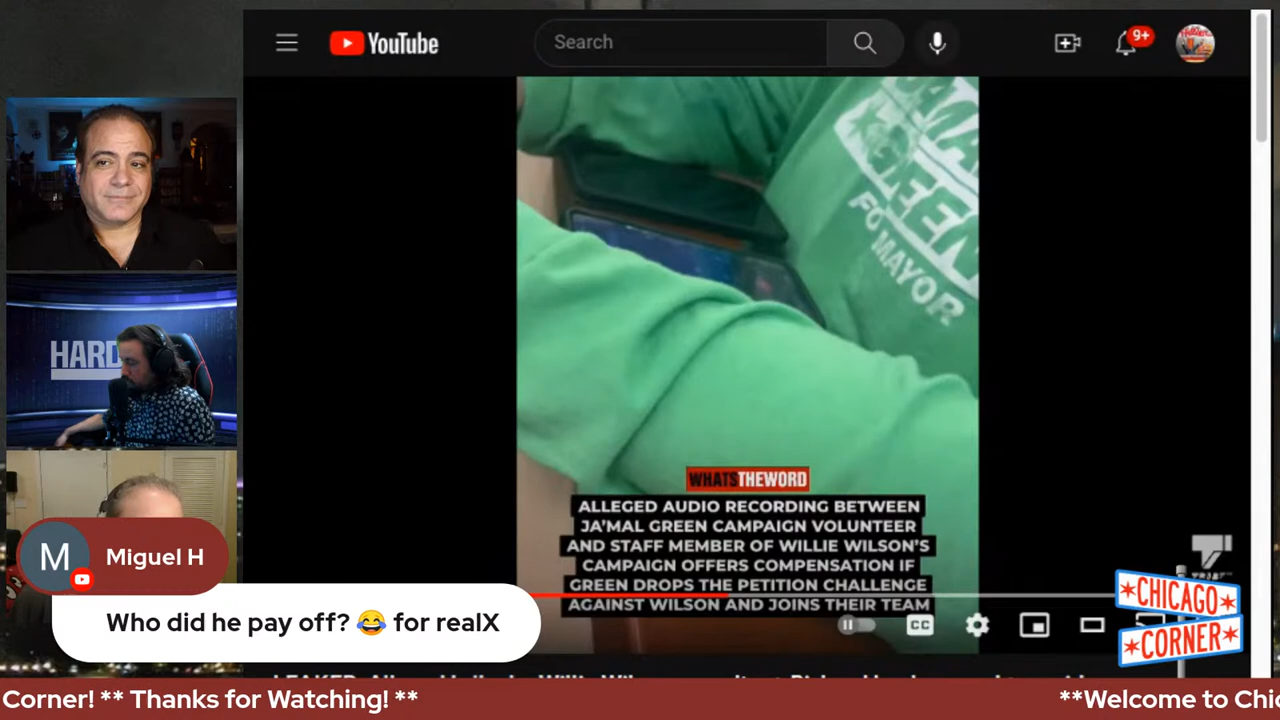 YouTube
Search
9+
GREEN
FOR
MAYOR
HARD
WHATSTHEWORD
ALLEGED AUDIO RECORDING BETWEEN
JA'MAL GREEN CAMPAIGN VOLUNTEER
AND STAFF MEMBER OF WILLIE WILSON'S
CAMPAIGN OFFERS COMPENSATION IF
GREEN DROPS THE PETITION CHALLENGE
AGAINST WILSON AND JOINS THEIR TEAM
CC
M
Miguel H
Who did he pay off? 😂 for realX
CHICAGO
CORNER
Corner! ** Thanks for Watching! **
**Welcome to Chic